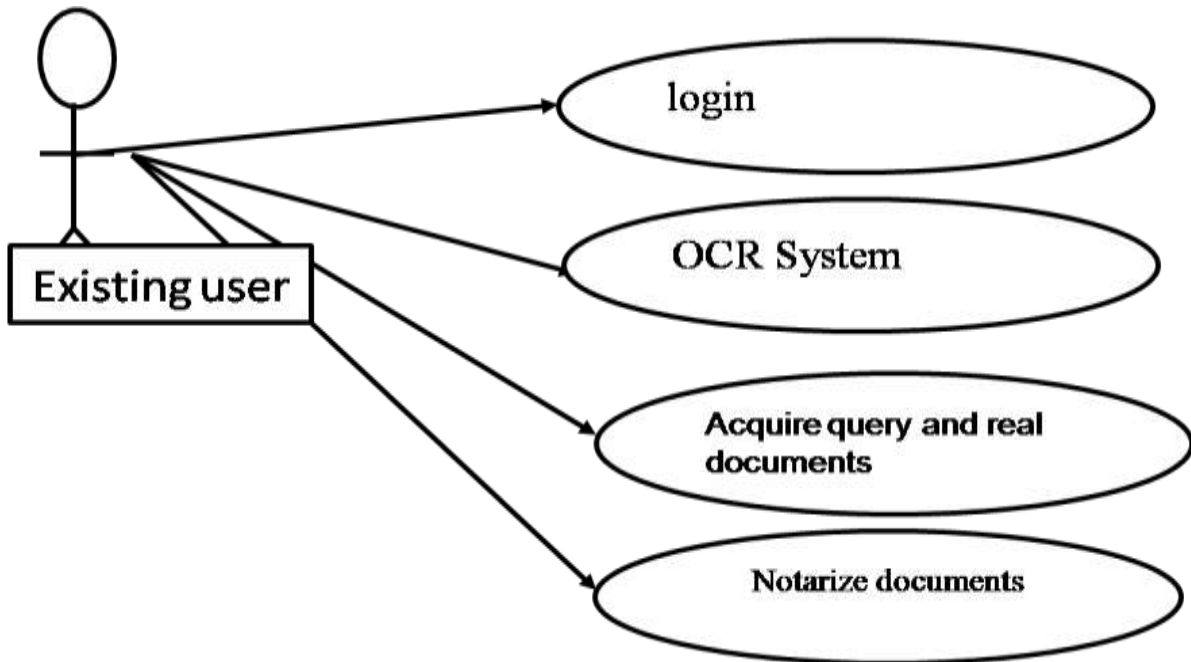 login
OCR System
Existing user
Acquire query and real
documents
Notarize documents